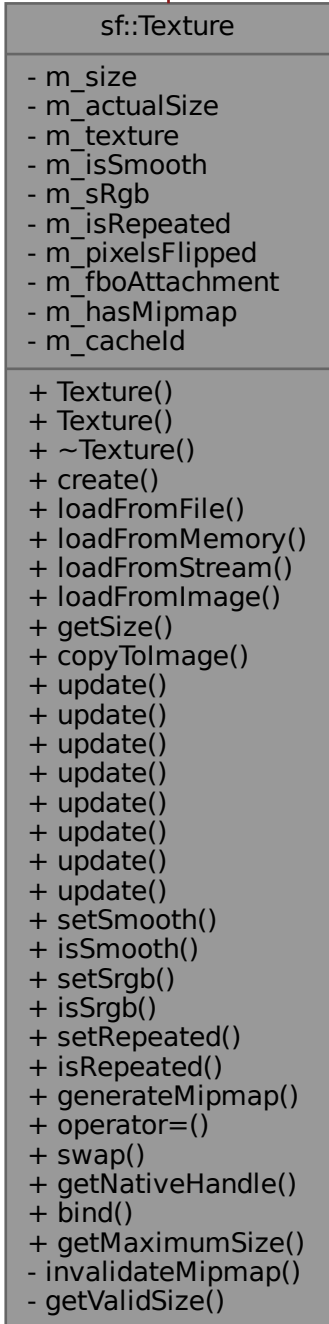 sf::Texture
- m_size
- m_actualSize
- m_texture
- m_isSmooth
- m_sRgb
- m_isRepeated
- m_pixelsFlipped
- m_fboAttachment
- m_hasMipmap
- m_cacheId
+ Texture()
+ Texture()
+ ~Texture()
+ create()
+ loadFromFile()
+ loadFromMemory()
+ loadFromStream()
+ loadFromImage()
+ getSize()
+ copyToImage()
+ update()
+ update()
+ update()
+ update()
+ update()
+ update()
+ update()
+ update()
+ setSmooth()
+ isSmooth()
+ setSrgb()
+ isSrgb()
+ setRepeated()
+ isRepeated()
+ generateMipmap()
+ operator=()
+ swap()
+ getNativeHandle()
+ bind()
+ getMaximumSize()
- invalidateMipmap()
- getValidSize()